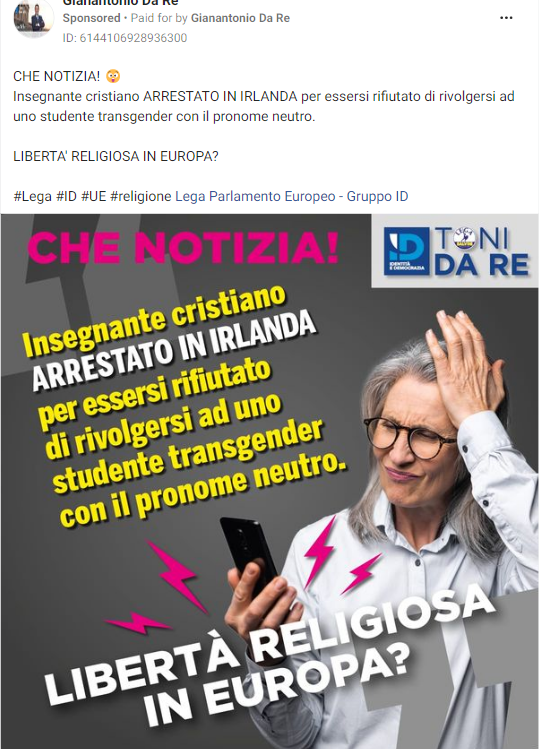 Gianantonio Da Re
Sponsored • Paid for by Gianantonio Da Re
ID: 6144106928936300
CHE NOTIZIA! 😲
Insegnante cristiano ARRESTATO IN IRLANDA per essersi rifiutato di rivolgersi ad
uno studente transgender con il pronome neutro.
LIBERTA' RELIGIOSA IN EUROPA?
#Lega #ID #UE #religione Lega Parlamento Europeo - Gruppo ID
CHE NOTIZIA!
ID
IDENTITÀ
E DEMOCRAZIA
SALVINI
TONI
DA RE
Insegnante cristiano
ARRESTATO IN IRLANDA
per essersi rifiutato
di rivolgersi ad uno
studente transgender
con il pronome neutro.
LIBERTÀ RELIGIOSA
IN EUROPA?